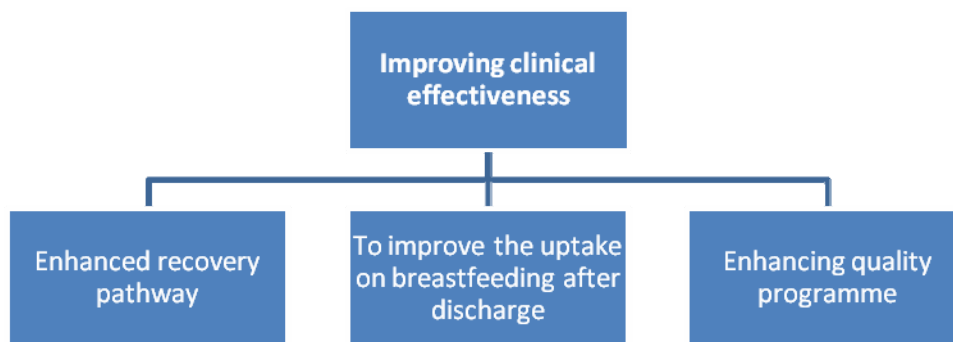 Improving clinical
effectiveness
Enhanced recovery
pathway
To improve the uptake
on breastfeeding after
discharge
Enhancing quality
programme